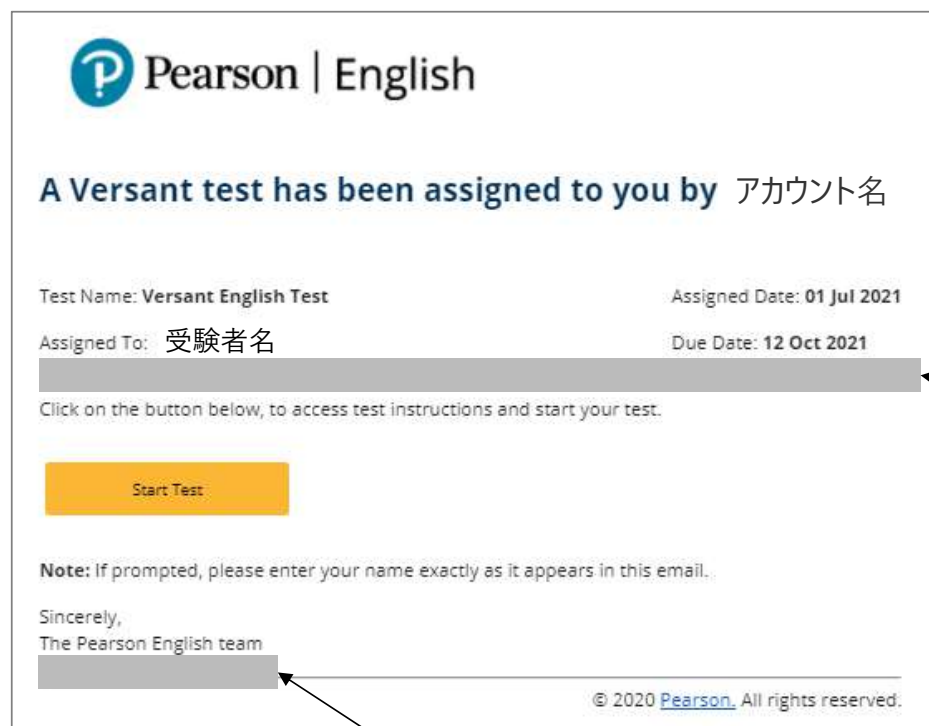 Pearson | English
A Versant test has been assigned to you by アカウント名
Test Name: Versant English Test Assigned Date: 01 Jul 2021
Assigned To: 受験者名 Due Date: 12 Oct 2021
Click on the button below, to access test instructions and start your test.
Start Test
Note: If prompted, please enter your name exactly as it appears in this email.
Sincerely,
The Pearson English team
© 2020 Pearson. All rights reserved.